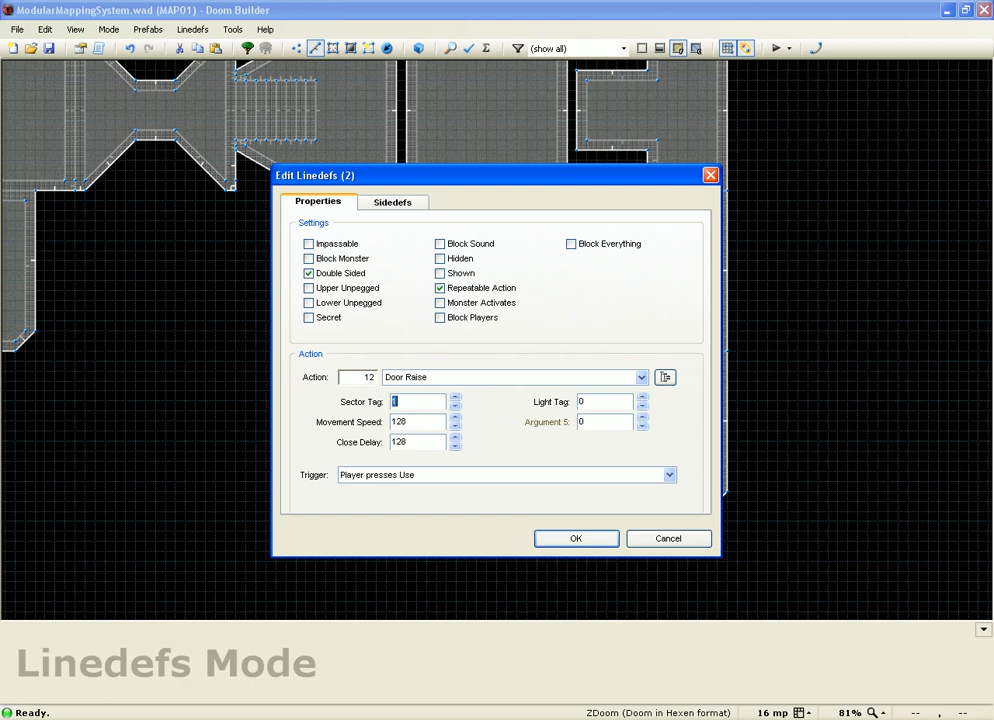 ModularMappingSystem.wad (MAP01) - Doom Builder
File Edit View Mode Prefabs Linedefs Tools Help
(show all)
Edit Linedefs (2)
Properties Sidedefs
Settings
Impassable Block Sound Block Everything
Block Monster Hidden
Double Sided Shown
Upper Unpegged Repeatable Action
Lower Unpegged Monster Activates
Secret Block Players
Action
Action: 12 Door Raise
Sector Tag: 1 Light Tag: 0
Movement Speed: 128 Argument 5: 0
Close Delay: 128
Trigger: Player presses Use
OK Cancel
Linedefs Mode
Ready. ZDoom (Doom in Hexen format) 16 mp 81% -- , --